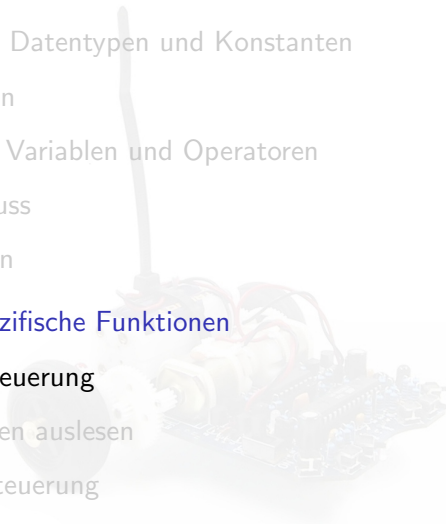 Datentypen und Konstanten
n
Variablen und Operatoren
uss
n
zifische Funktionen
euerung
en auslesen
teuerung